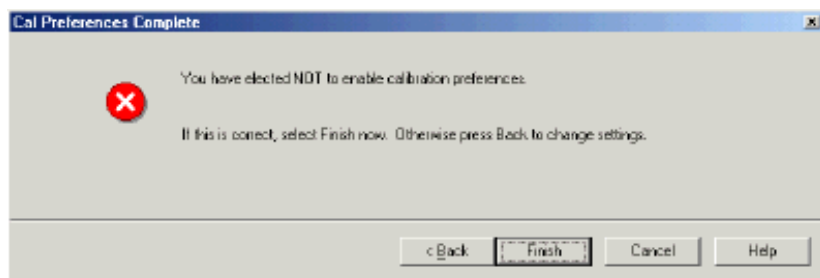 Cal Preferences Complete
You have elected NOT to enable calibration preferences.
If this is correct, select Finish now. Otherwise press Back to change settings.
< Back Finish Cancel Help